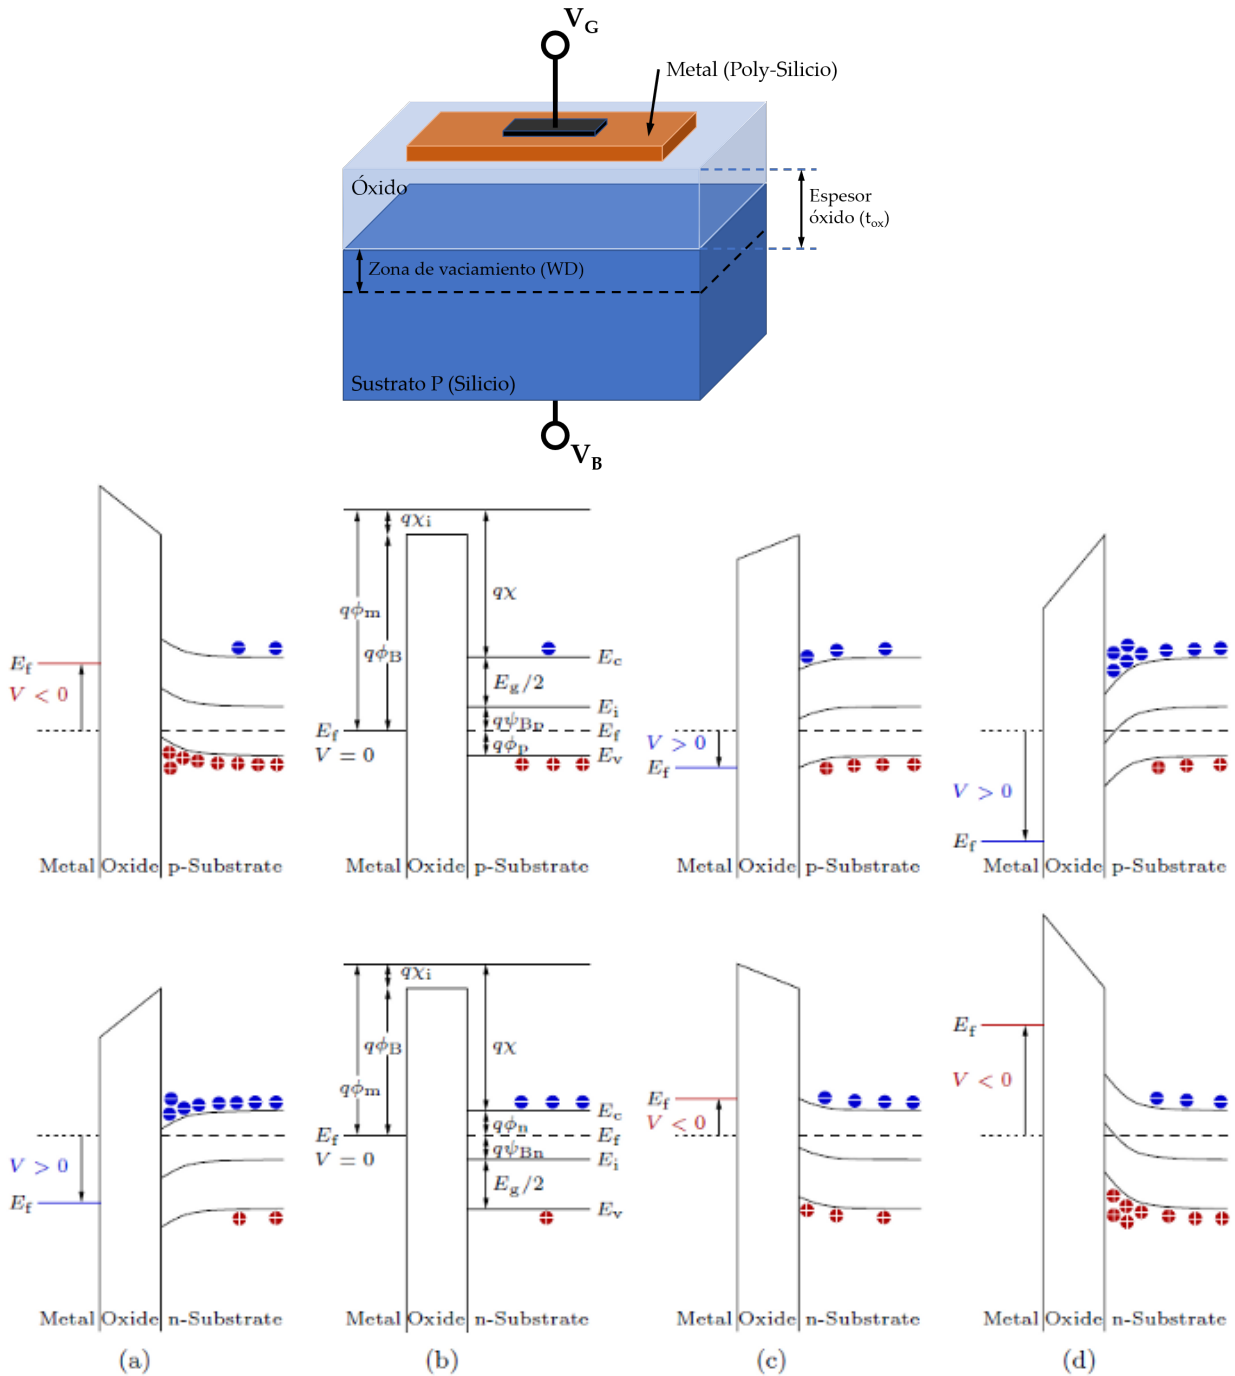 V_G
Metal (Poly-Silicio)
Óxido
Espesor
óxido (t_ox)
Zona de vaciamiento (WD)
Sustrato P (Silicio)
V_B
E_f
V < 0
Metal Oxide p-Substrate
qχ_i
qϕ_m
qϕ_B
qχ
E_c
E_g/2
E_i
qψ_Bp
E_f
E_f
qϕ_p
V = 0
E_v
Metal Oxide p-Substrate
V > 0
E_f
Metal Oxide p-Substrate
V > 0
E_f
Metal Oxide p-Substrate
V > 0
E_f
Metal Oxide n-Substrate
qχ_i
qϕ_B
qχ
qϕ_m
E_c
qϕ_n
E_f
E_f
qψ_Bn
V = 0
E_i
E_g/2
E_v
Metal Oxide n-Substrate
E_f
V < 0
Metal Oxide n-Substrate
E_f
V < 0
Metal Oxide n-Substrate
(a)
(b)
(c)
(d)